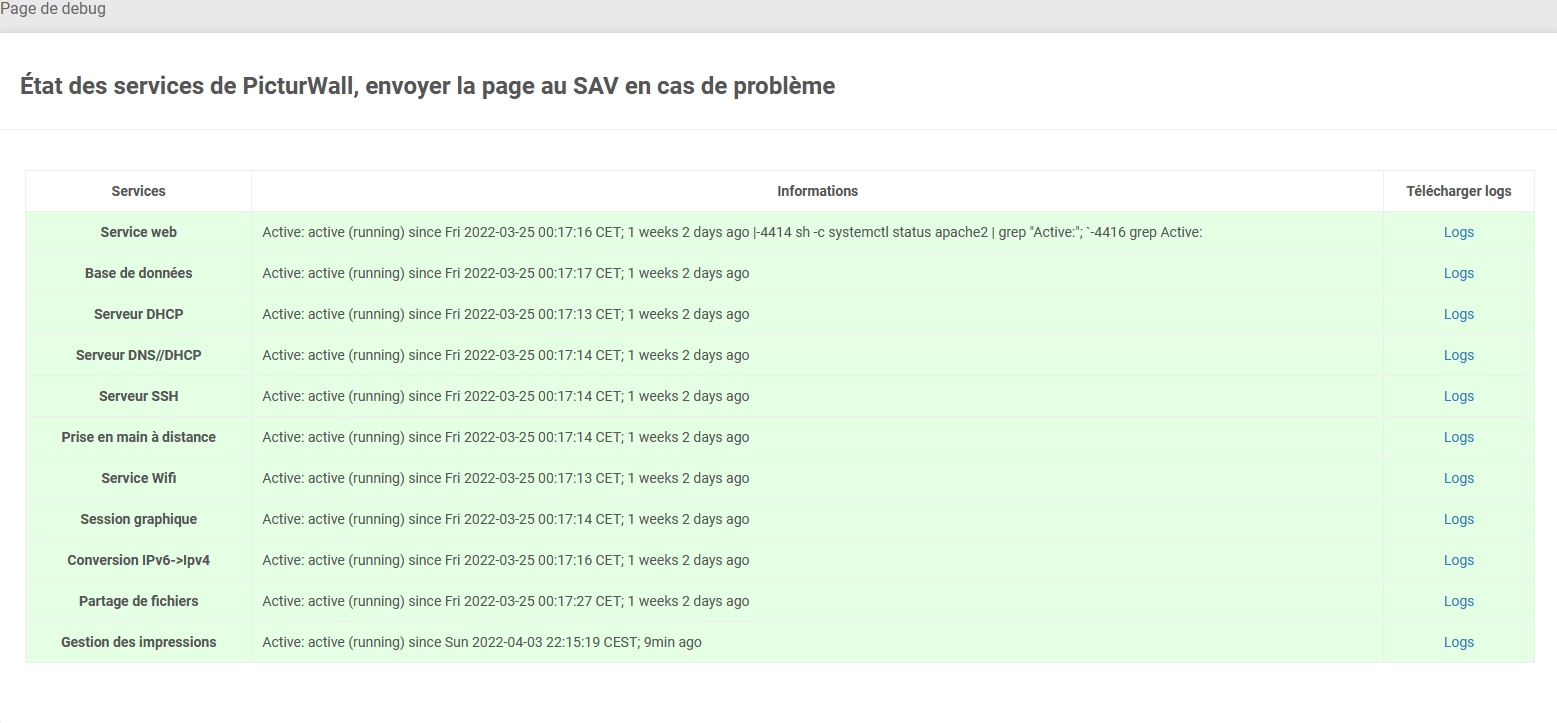 Page de debug
État des services de PicturWall, envoyer la page au SAV en cas de problème
Services Informations Télécharger logs
Service web Active: active (running) since Fri 2022-03-25 00:17:16 CET; 1 weeks 2 days ago |-4414 sh -c systemctl status apache2 | grep "Active:"; `-4416 grep Active: Logs
Base de données Active: active (running) since Fri 2022-03-25 00:17:17 CET; 1 weeks 2 days ago Logs
Serveur DHCP Active: active (running) since Fri 2022-03-25 00:17:13 CET; 1 weeks 2 days ago Logs
Serveur DNS//DHCP Active: active (running) since Fri 2022-03-25 00:17:14 CET; 1 weeks 2 days ago Logs
Serveur SSH Active: active (running) since Fri 2022-03-25 00:17:14 CET; 1 weeks 2 days ago Logs
Prise en main à distance Active: active (running) since Fri 2022-03-25 00:17:14 CET; 1 weeks 2 days ago Logs
Service Wifi Active: active (running) since Fri 2022-03-25 00:17:13 CET; 1 weeks 2 days ago Logs
Session graphique Active: active (running) since Fri 2022-03-25 00:17:14 CET; 1 weeks 2 days ago Logs
Conversion IPv6->Ipv4 Active: active (running) since Fri 2022-03-25 00:17:16 CET; 1 weeks 2 days ago Logs
Partage de fichiers Active: active (running) since Fri 2022-03-25 00:17:27 CET; 1 weeks 2 days ago Logs
Gestion des impressions Active: active (running) since Sun 2022-04-03 22:15:19 CEST; 9min ago Logs